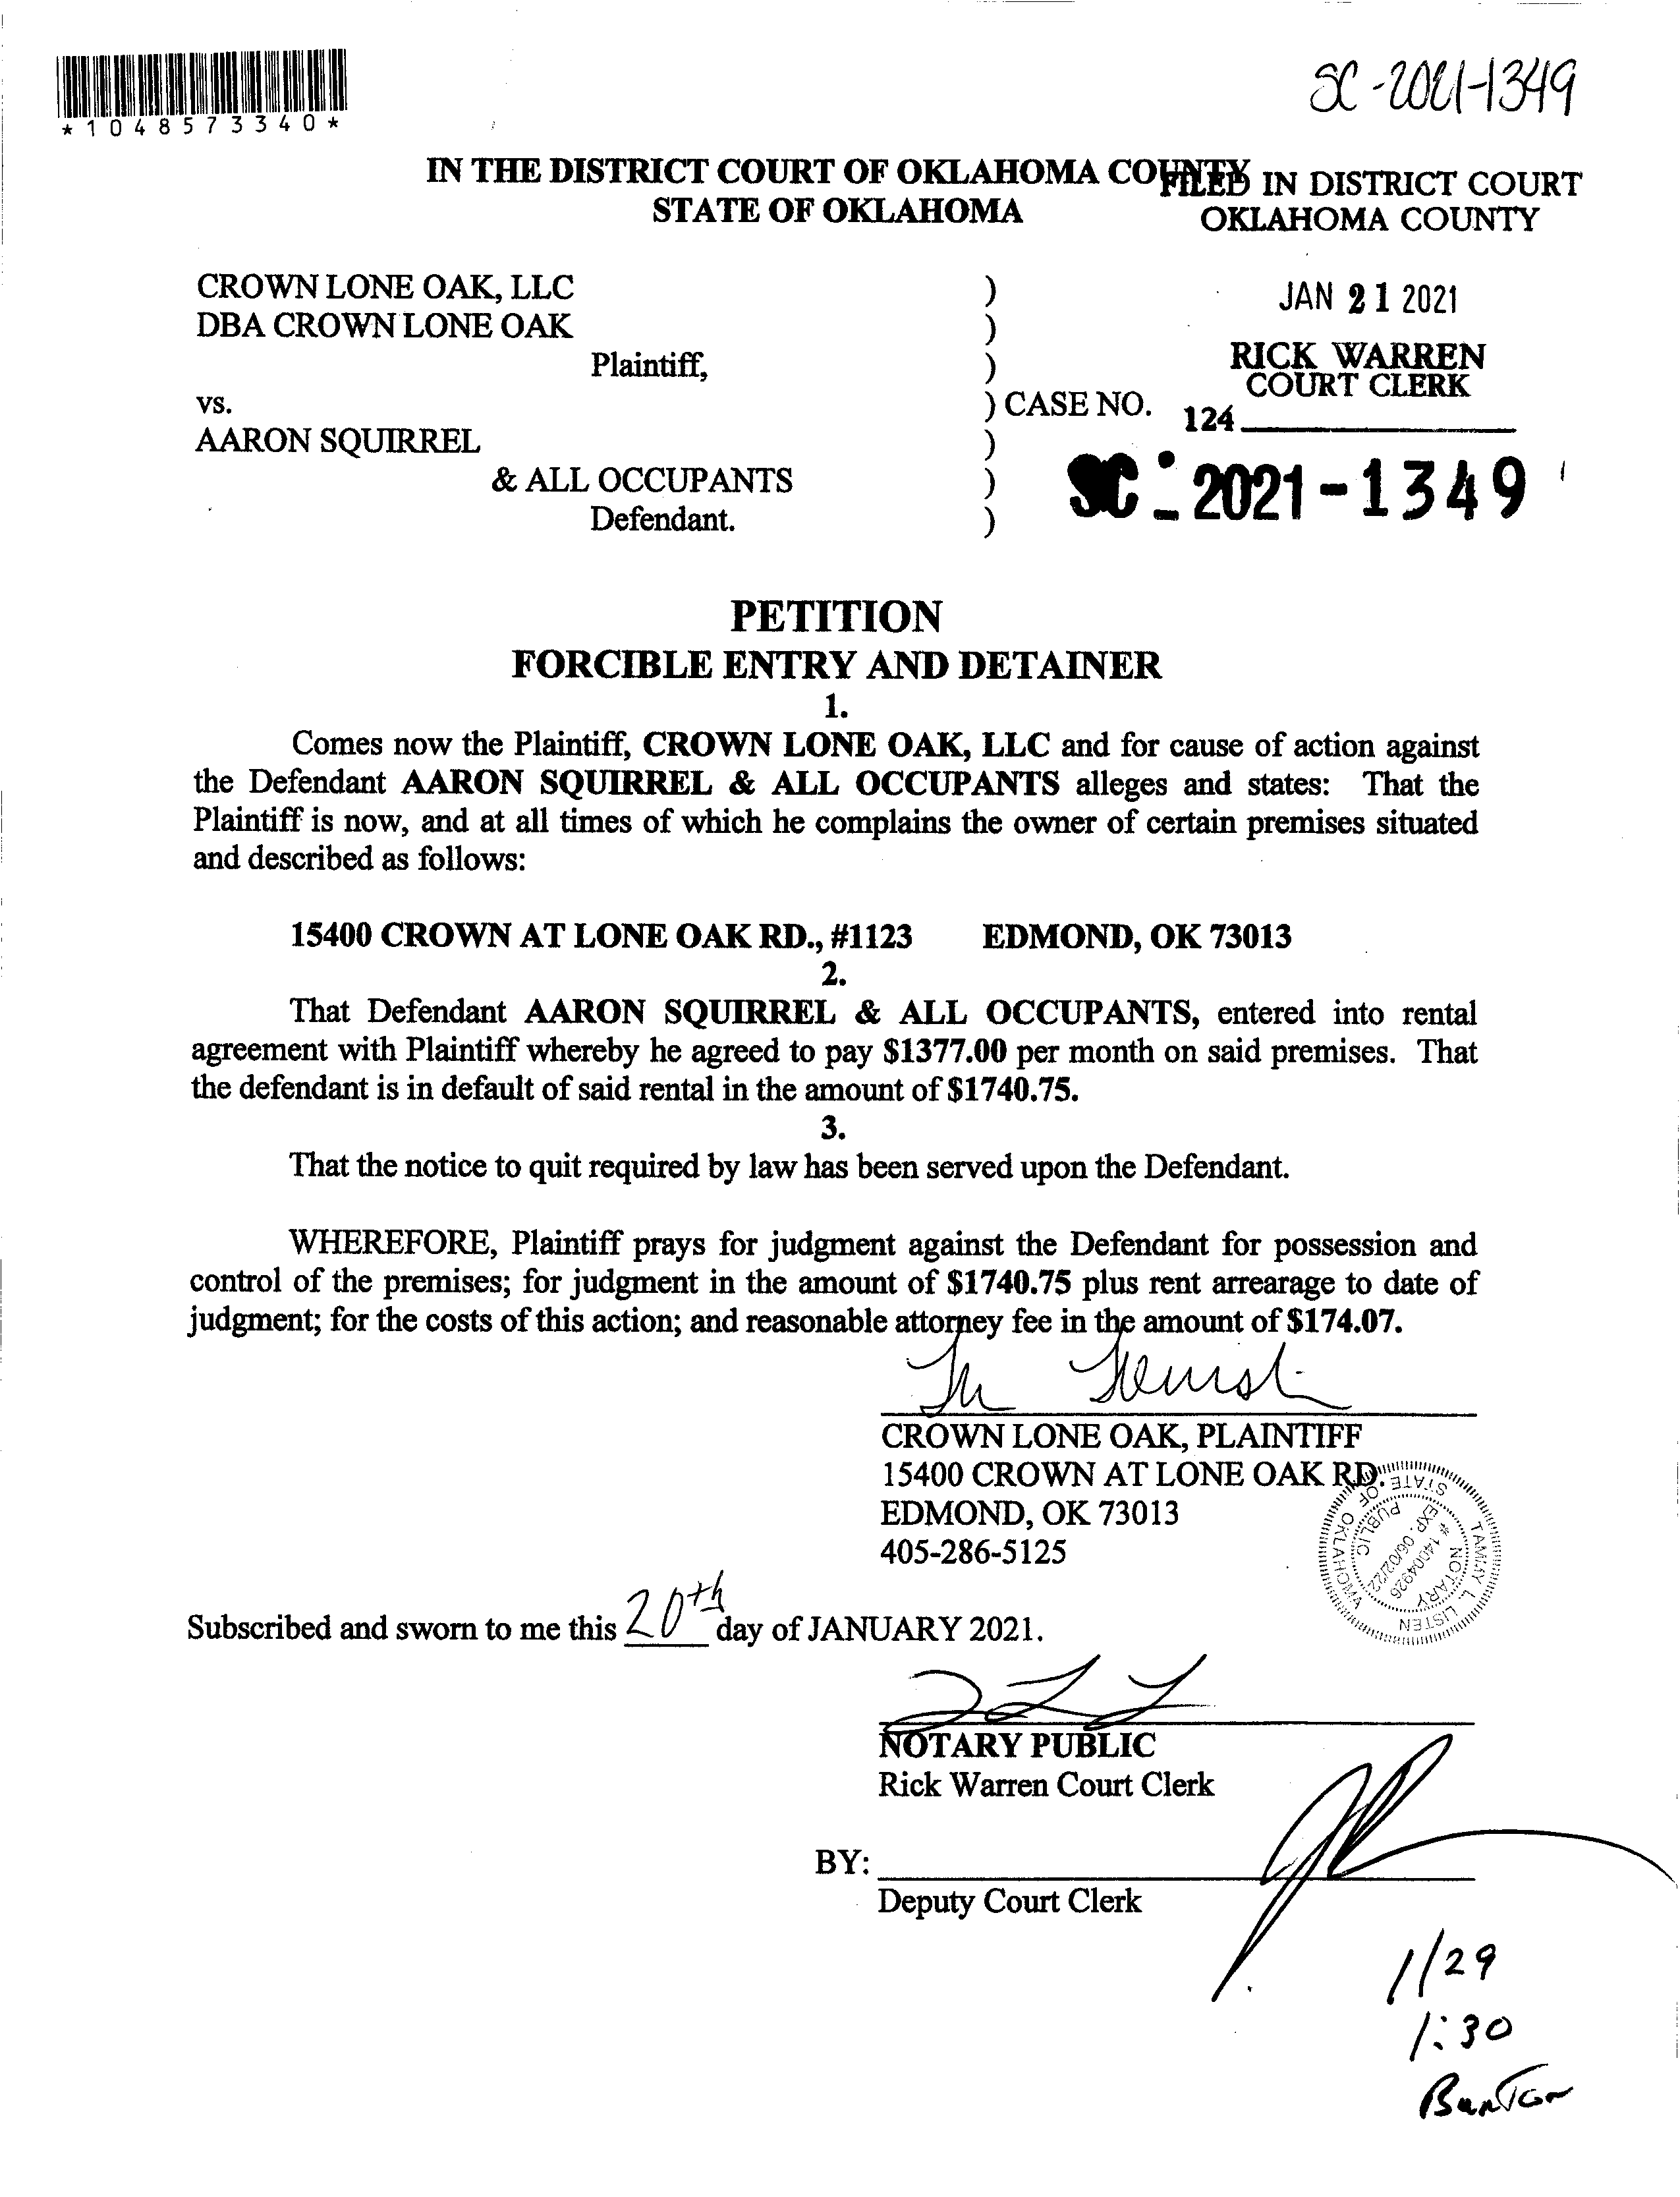 *1048573340*
SC-2021-1349
IN THE DISTRICT COURT OF OKLAHOMA COUNTY
STATE OF OKLAHOMA
FILED IN DISTRICT COURT
OKLAHOMA COUNTY
JAN 21 2021
RICK WARREN
COURT CLERK
124
CROWN LONE OAK, LLC )
DBA CROWN LONE OAK )
Plaintiff, )
vs. ) CASE NO.
AARON SQUIRREL )
& ALL OCCUPANTS )
Defendant. )
SC - 2021-1349
PETITION
FORCIBLE ENTRY AND DETAINER
1.
Comes now the Plaintiff, CROWN LONE OAK, LLC and for cause of action against
the Defendant AARON SQUIRREL & ALL OCCUPANTS alleges and states: That the
Plaintiff is now, and at all times of which he complains the owner of certain premises situated
and described as follows:
15400 CROWN AT LONE OAK RD., #1123 EDMOND, OK 73013
2.
That Defendant AARON SQUIRREL & ALL OCCUPANTS, entered into rental
agreement with Plaintiff whereby he agreed to pay $1377.00 per month on said premises. That
the defendant is in default of said rental in the amount of $1740.75.
3.
That the notice to quit required by law has been served upon the Defendant.
WHEREFORE, Plaintiff prays for judgment against the Defendant for possession and
control of the premises; for judgment in the amount of $1740.75 plus rent arrearage to date of
judgment; for the costs of this action; and reasonable attorney fee in the amount of $174.07.
CROWN LONE OAK, PLAINTIFF
15400 CROWN AT LONE OAK RD.
EDMOND, OK 73013
405-286-5125
TAMMY L. LISTEN
NOTARY PUBLIC
STATE OF OKLAHOMA
# 14004926
EXP. 06/02/22
Subscribed and sworn to me this 20th day of JANUARY 2021.
NOTARY PUBLIC
Rick Warren Court Clerk
BY:
Deputy Court Clerk
1/29
1:30